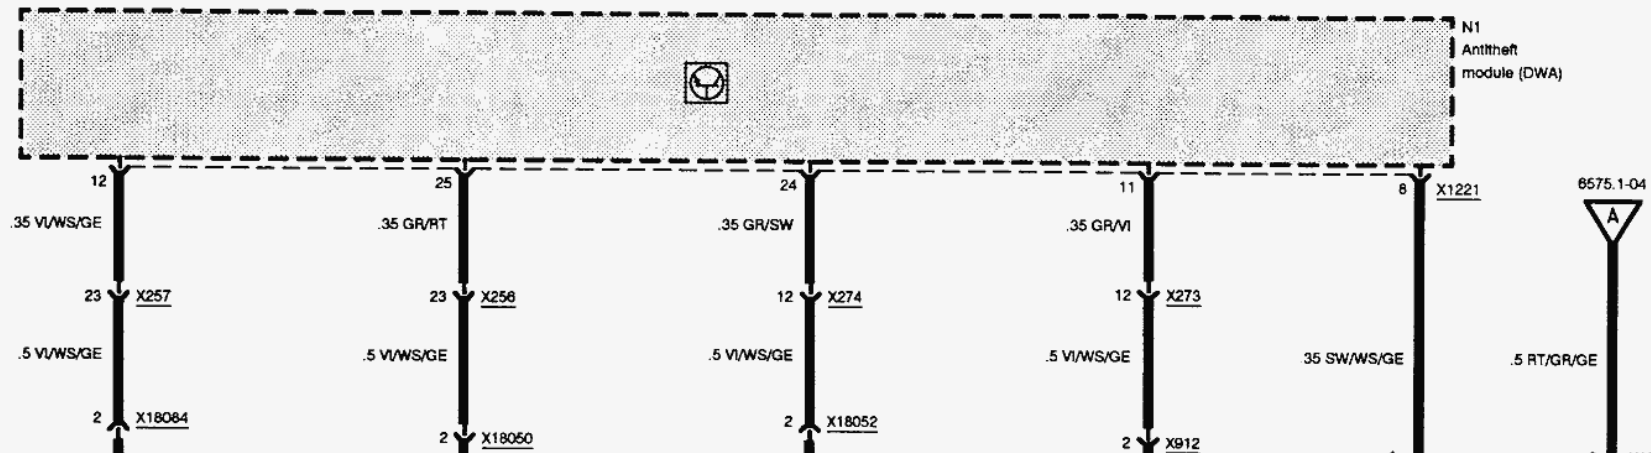 N1
Antitheft
module (DWA)
12 25 24 11 8 X1221
6575.1-04
A
.35 VI/WS/GE .35 GR/RT .35 GR/SW .35 GR/VI
23 X257 23 X256 12 X274 12 X273
.5 VI/WS/GE .5 VI/WS/GE .5 VI/WS/GE .5 VI/WS/GE .35 SW/WS/GE .5 RT/GR/GE
2 X18084 2 X18050 2 X18052 2 X912